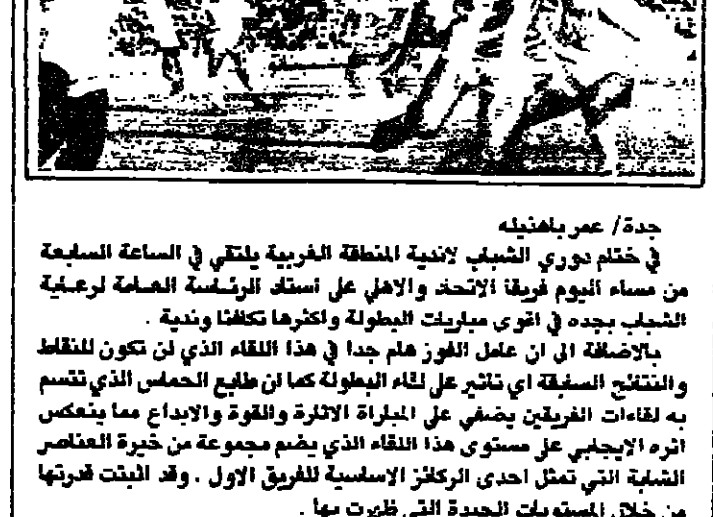 جدة/ عمر باهنيله
في ختام دوري الشباب لاندية المنطقة الغربية يلتقي في الساعة السابعة
من مساء اليوم فريقا الاتحاد والاهلي على استاد الرئاسة العامة لرعاية
الشباب بجده في اقوى مباريات البطولة واكثرها تكافئا وندية .
بالاضافة الى ان عامل الفوز هام جدا في هذا اللقاء الذي لن تكون للنقاط
والنتائج السابقة اي تاثير على لقاء البطولة كما ان طابع الحماس الذي تتسم
به لقاءات الفريقين يضفي على المباراة الاثارة والقوة والابداع مما ينعكس
اثره الايجابي على مستوى هذا اللقاء الذي يضم مجموعة من خيرة العناصر
الشابة التي تمثل احدى الركائز الاساسية للفريق الاول . وقد اثبتت قدرتها
من خلال المستويات الجيدة التي ظهرت بها .